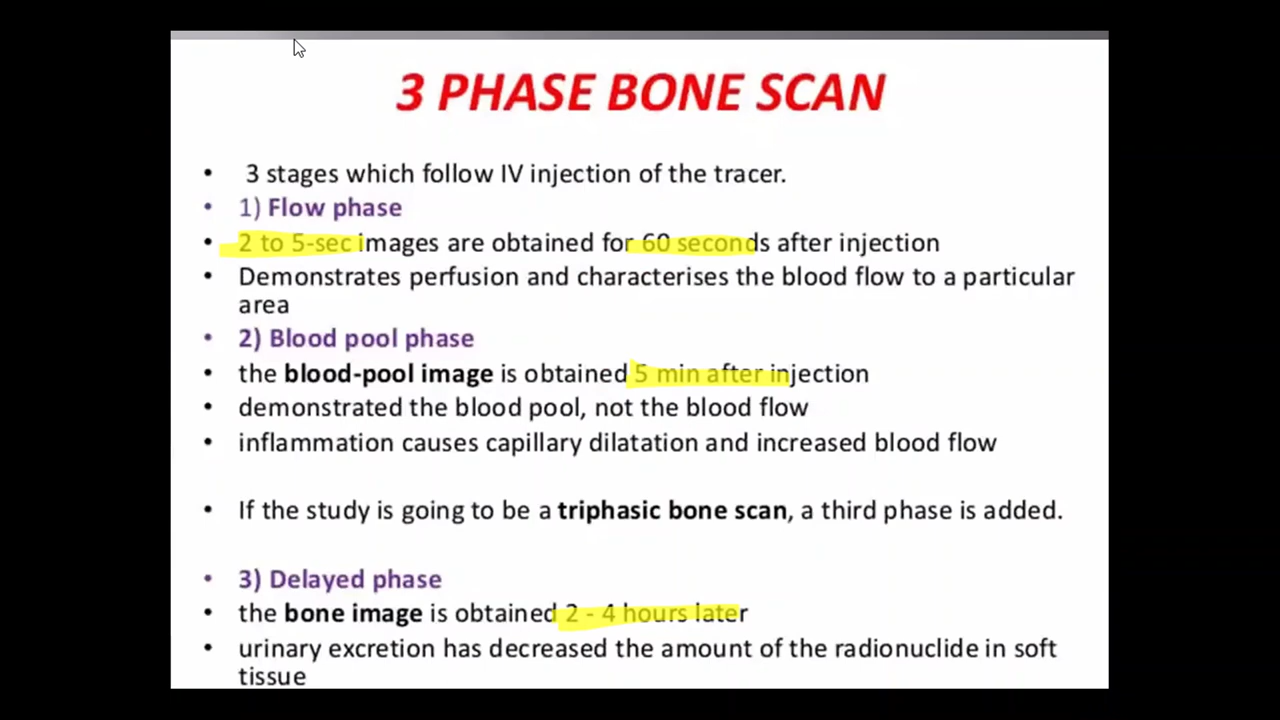 3 PHASE BONE SCAN
• 3 stages which follow IV injection of the tracer.
• 1) Flow phase
• 2 to 5-sec images are obtained for 60 seconds after injection
• Demonstrates perfusion and characterises the blood flow to a particular
area
• 2) Blood pool phase
• the blood-pool image is obtained 5 min after injection
• demonstrated the blood pool, not the blood flow
• inflammation causes capillary dilatation and increased blood flow
• If the study is going to be a triphasic bone scan, a third phase is added.
• 3) Delayed phase
• the bone image is obtained 2 - 4 hours later
• urinary excretion has decreased the amount of the radionuclide in soft
tissue